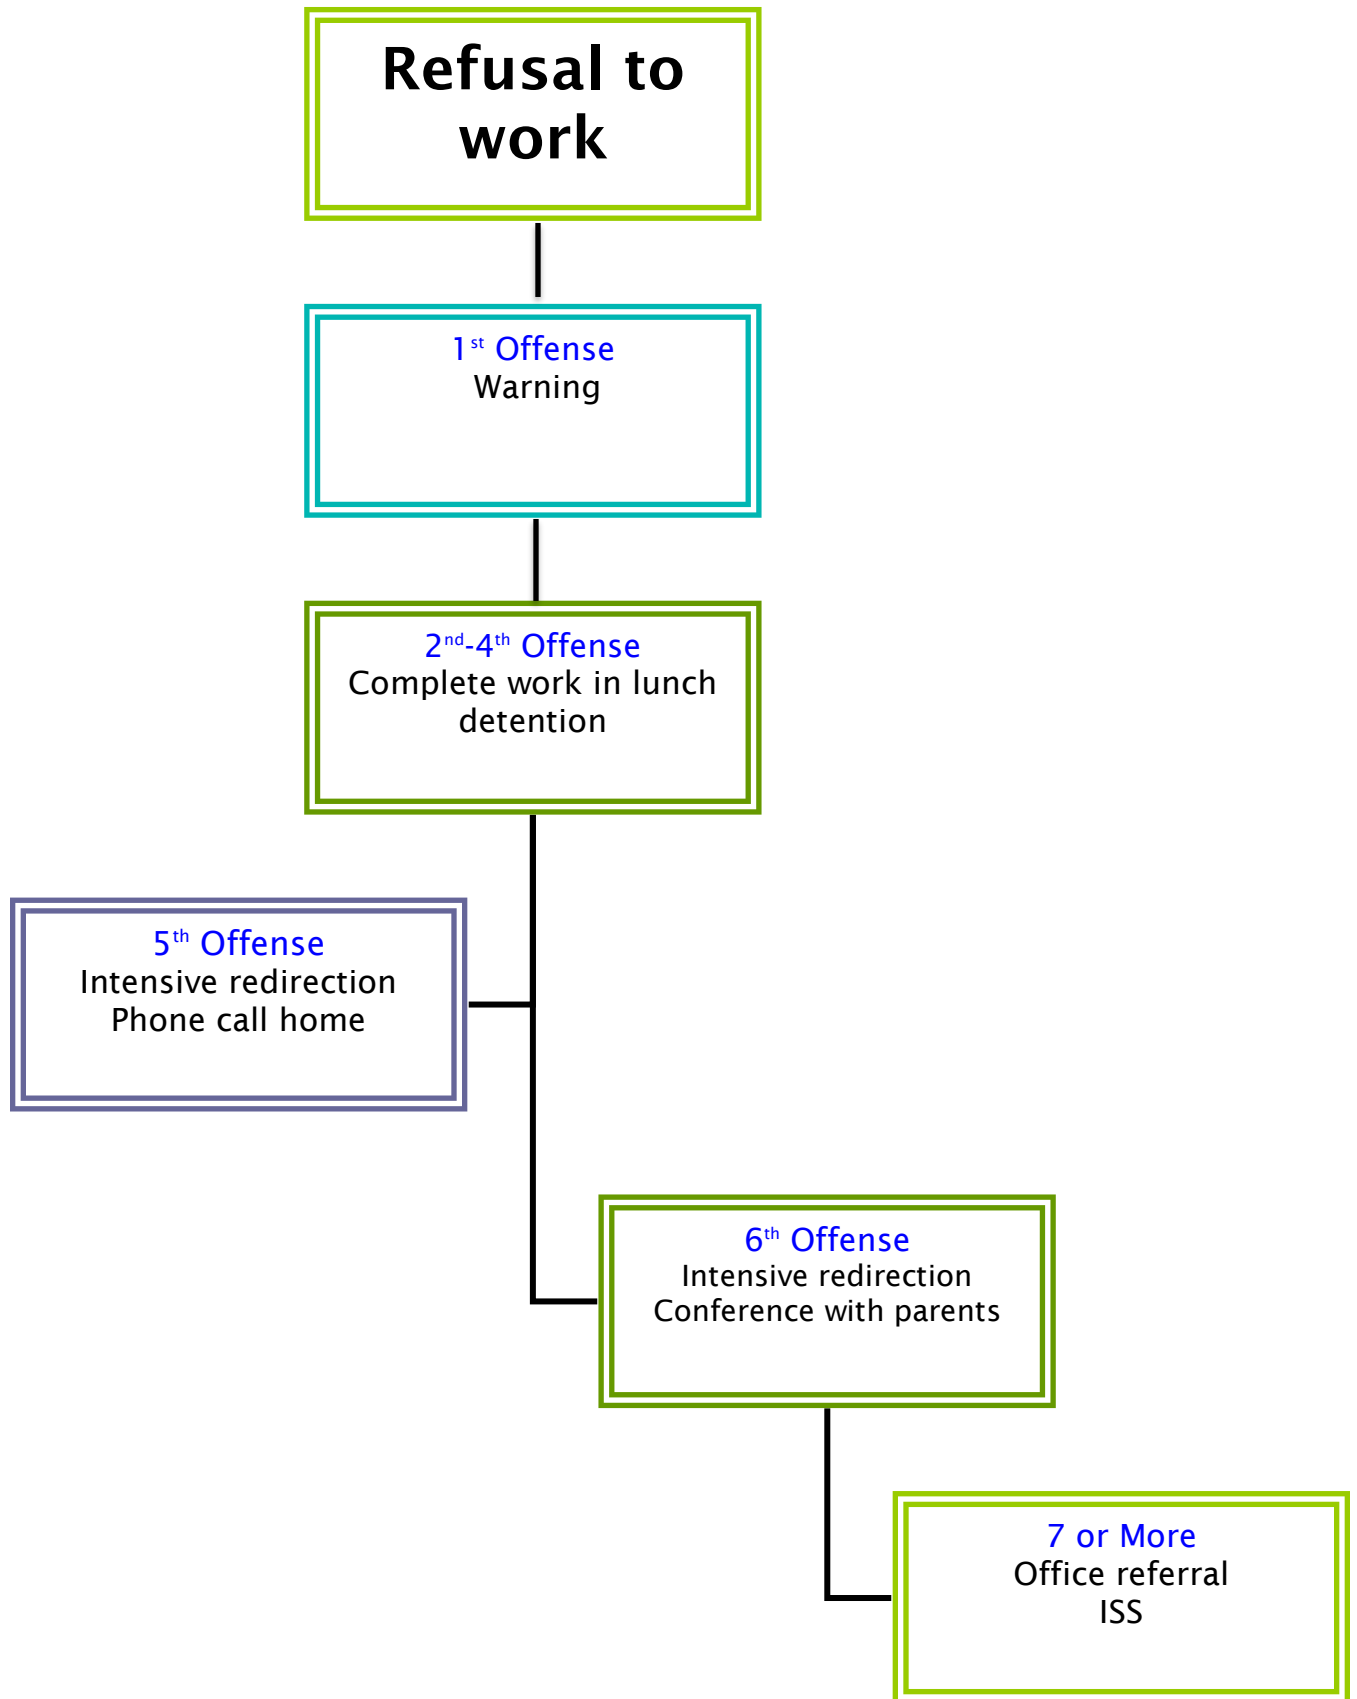 Refusal to
work
1st Offense
Warning
2nd-4th Offense
Complete work in lunch
detention
5th Offense
Intensive redirection
Phone call home
6th Offense
Intensive redirection
Conference with parents
7 or More
Office referral
ISS